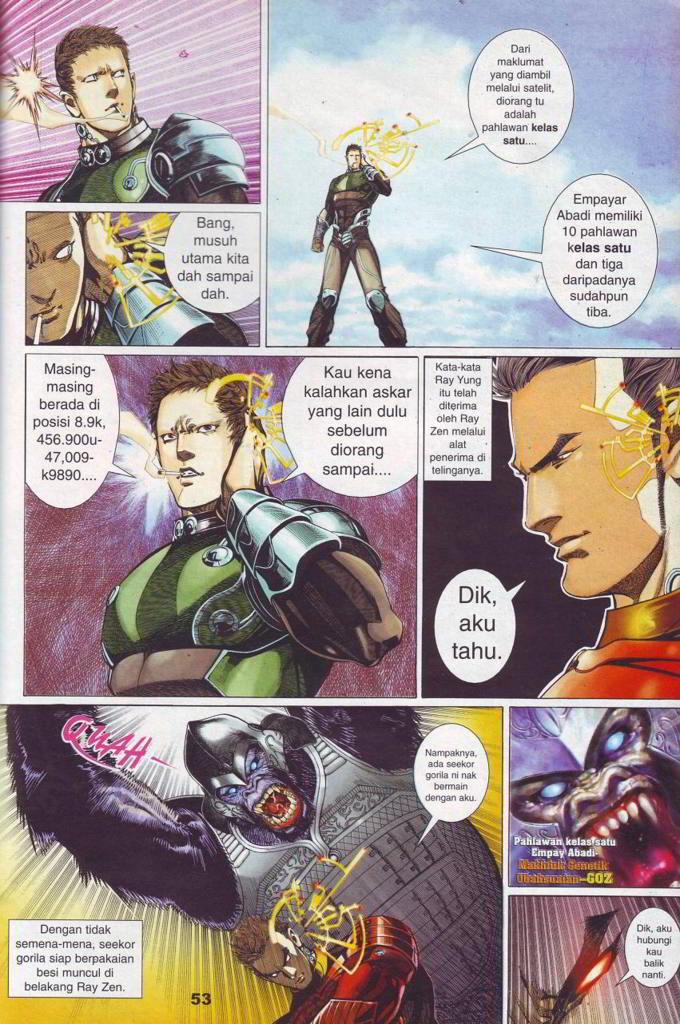 Dari
maklumat
yang diambil
melalui satelit,
diorang tu
adalah
pahlawan kelas
satu....
Empayar
Abadi memiliki
10 pahlawan
kelas satu
dan tiga
daripadanya
sudahpun
tiba.
Bang,
musuh
utama kita
dah sampai
dah.
Masing-
masing
berada di
posisi 8.9k,
456.900u-
47,009-
k9890....
Kau kena
kalahkan askar
yang lain dulu
sebelum
diorang
sampai....
Kata-kata
Ray Yung
itu telah
diterima
oleh Ray
Zen melalui
alat
penerima di
telinganya.
Dik,
aku
tahu.
Nampaknya,
ada seekor
gorila ni nak
bermain
dengan aku.
Dengan tidak
semena-mena, seekor
gorila siap berpakaian
besi muncul di
belakang Ray Zen.
Pahlawan kelas satu
Empay Abadi-
Makhluk Genetik
Ubahsuaian-GOZ
Dik, aku
hubungi
kau
balik
nanti.
53